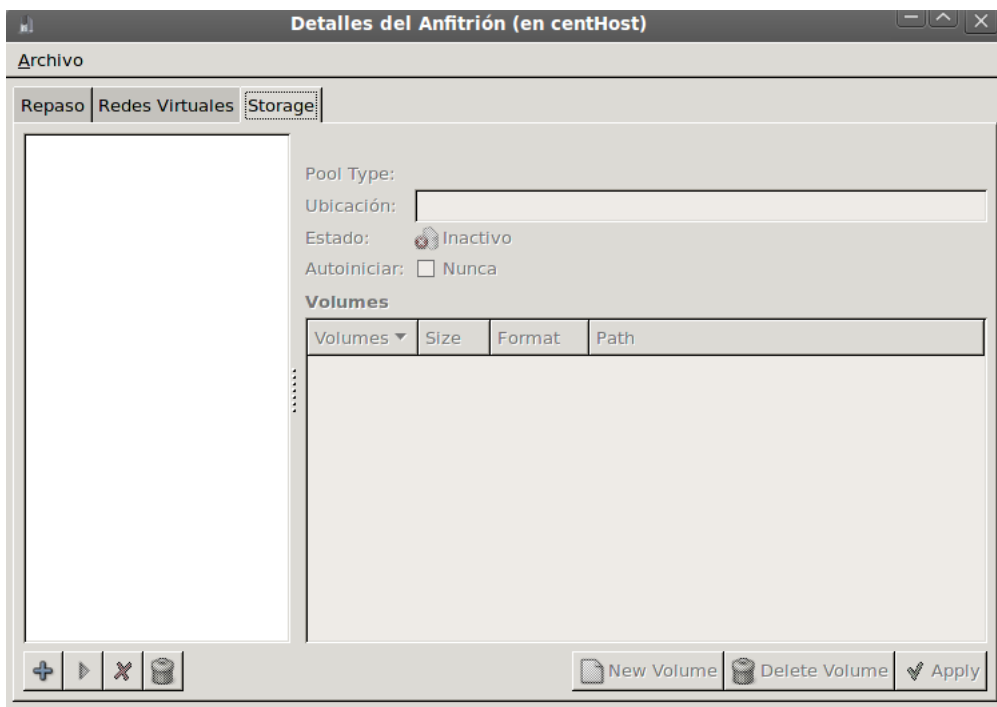 Detalles del Anfitrión (en centHost)
Archivo
Repaso Redes Virtuales Storage
Pool Type:
Ubicación:
Estado: Inactivo
Autoiniciar: Nunca
Volumes
Volumes Size Format Path
New Volume Delete Volume Apply